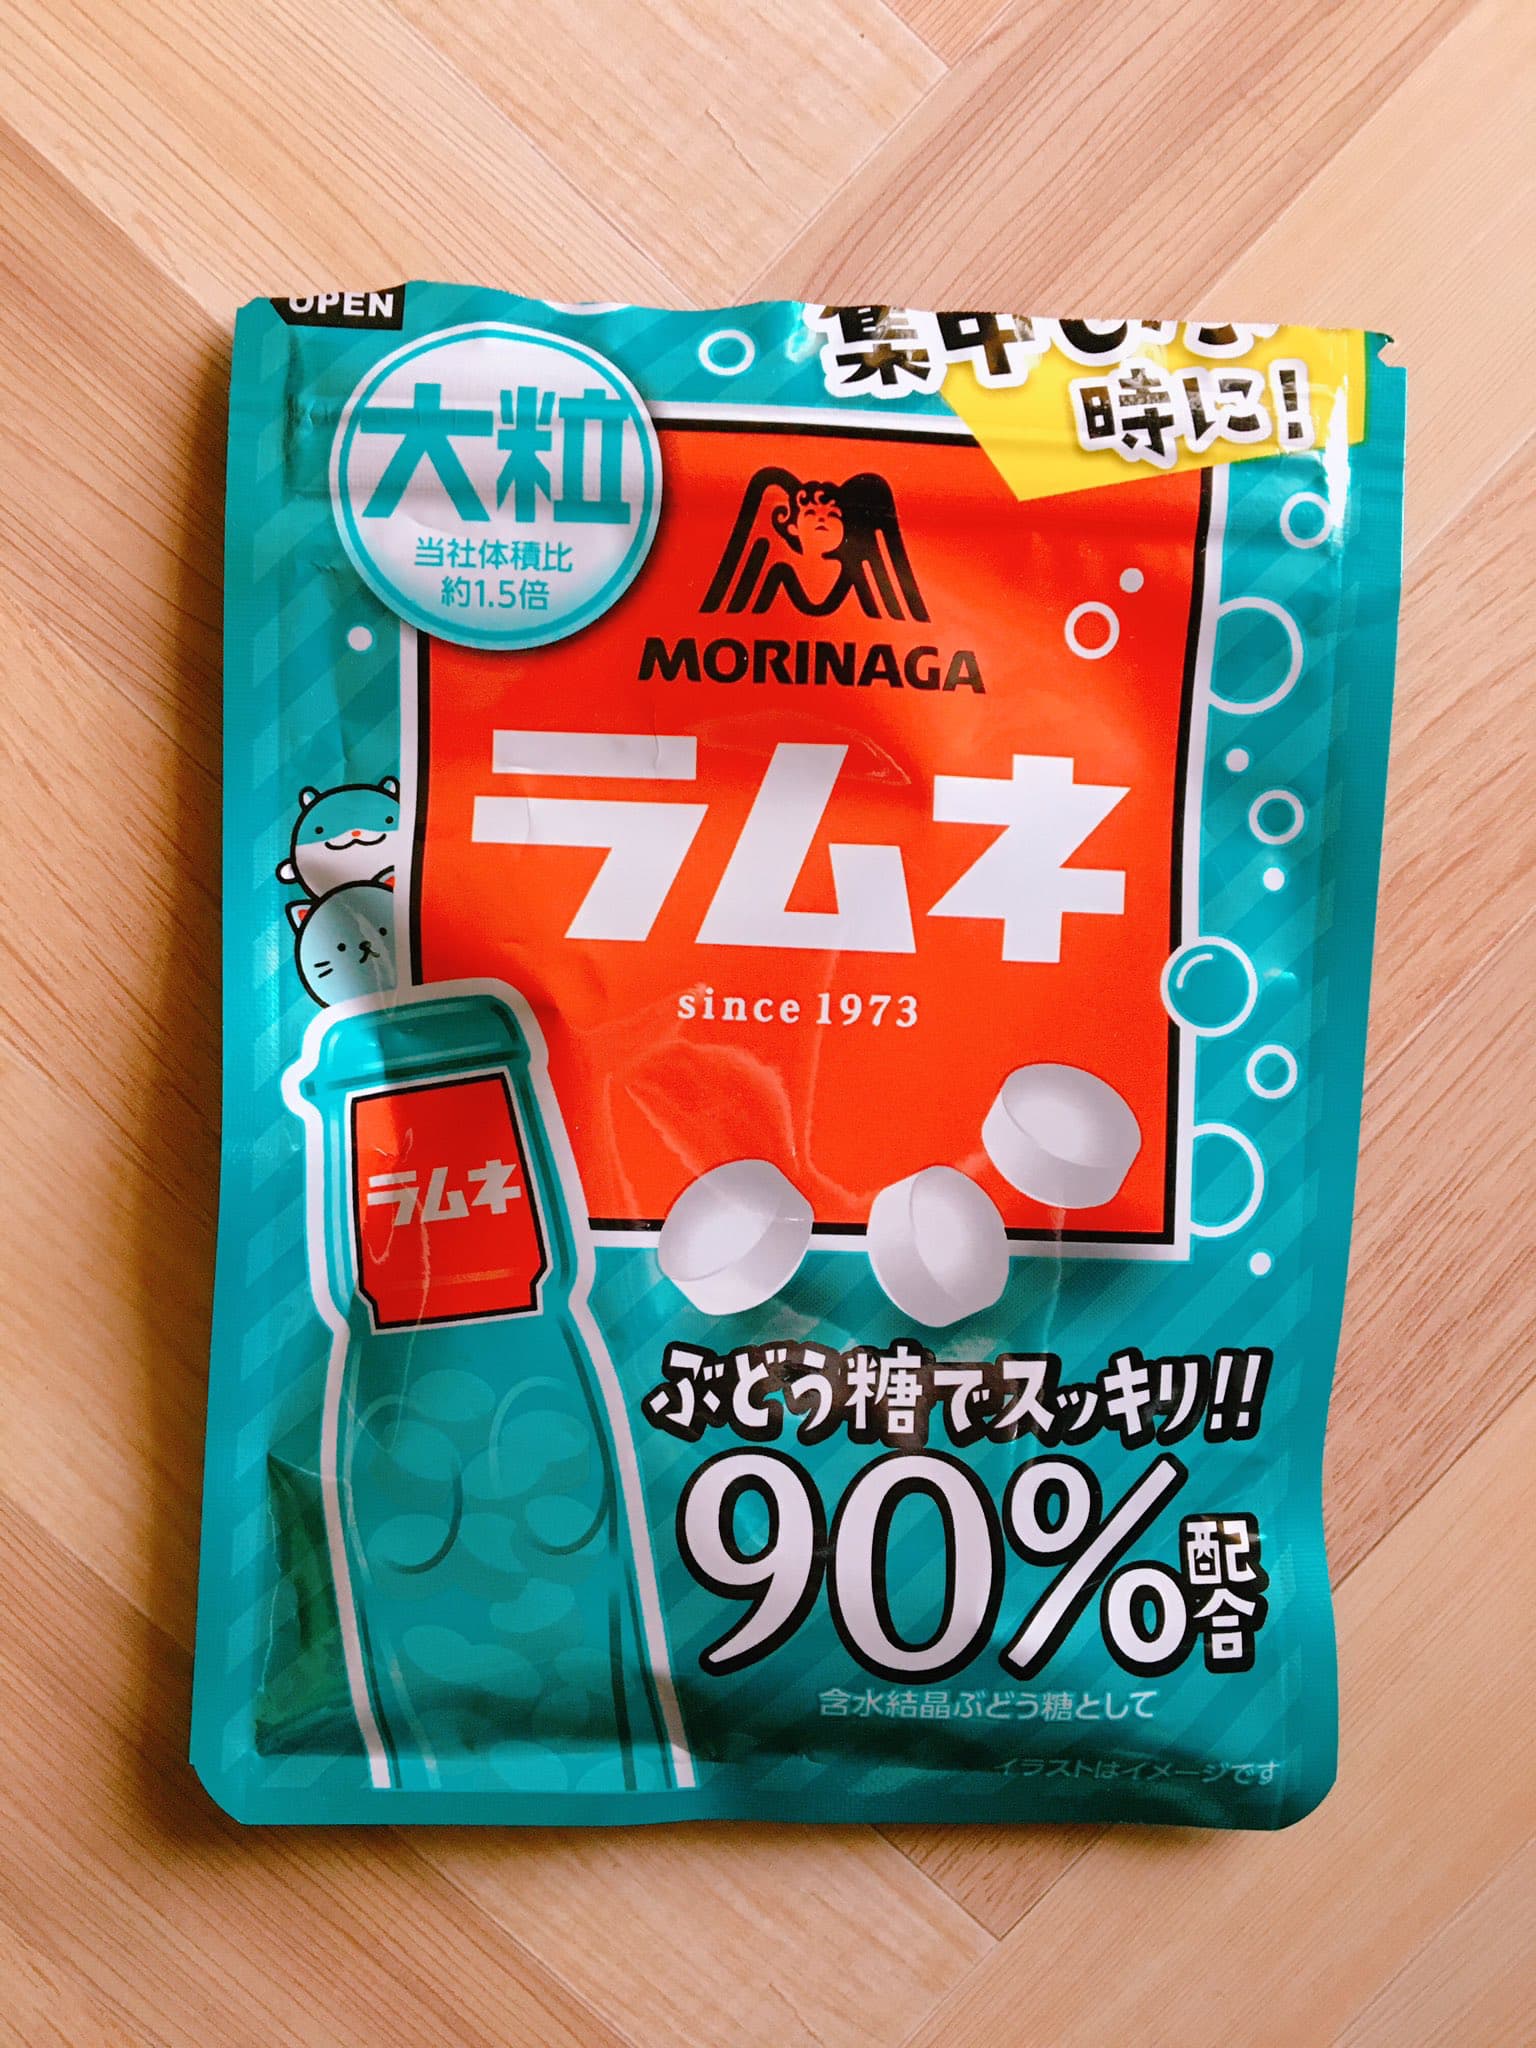 OPEN
集中
時に!
大粒
当社体積比
約1.5倍
MORINAGA
ラムネ
since 1973
ラムネ
ぶどう糖でスッキリ!!
90%配合
含水結晶ぶどう糖として
イラストはイメージです